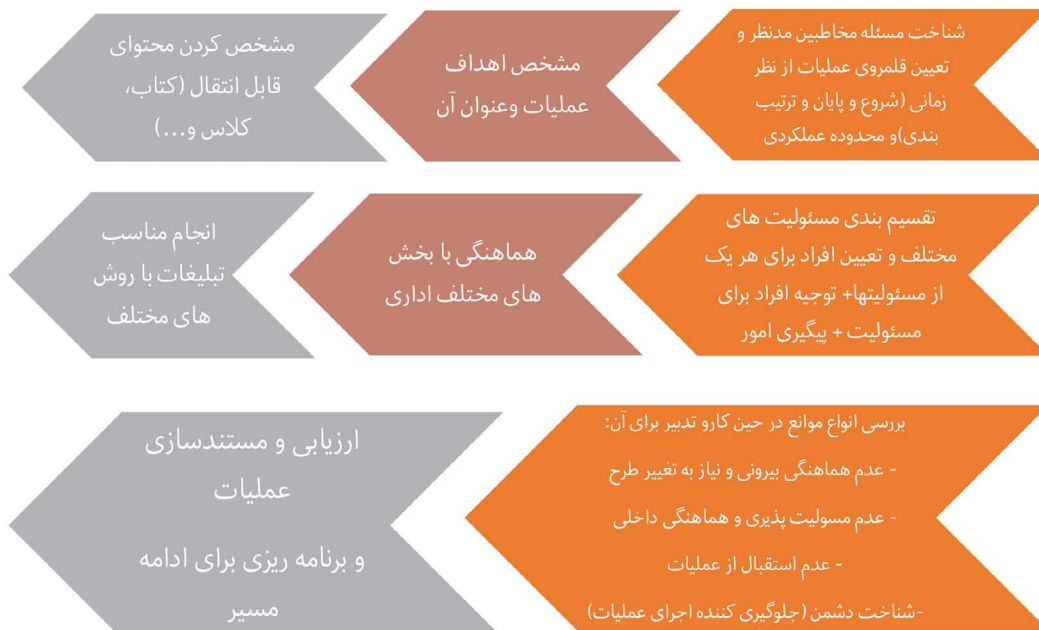 شناخت مسئله مخاطبین مدنظر و
تعیین قلمروی عملیات از نظر
زمانی (شروع و پایان و ترتیب
بندی)و محدوده عملکردی
مشخص اهداف
عملیات وعنوان آن
مشخص کردن محتوای
قابل انتقال (کتاب،
کلاس و...)
تقسیم بندی مسئولیت های
مختلف و تعیین افراد برای هر یک
از مسئولیتها+ توجیه افراد برای
مسئولیت + پیگیری امور
هماهنگی با بخش
های مختلف اداری
انجام مناسب
تبلیغات با روش
های مختلف
بررسی انواع موانع در حین کارو تدبیر برای آن:
- عدم هماهنگی بیرونی و نیاز به تغییر طرح
- عدم مسولیت پذیری و هماهنگی داخلی
- عدم استقبال از عملیات
-شناخت دشمن (جلوگیری کننده اجرای عملیات)
ارزیابی و مستندسازی
عملیات
و برنامه ریزی برای ادامه
مسیر